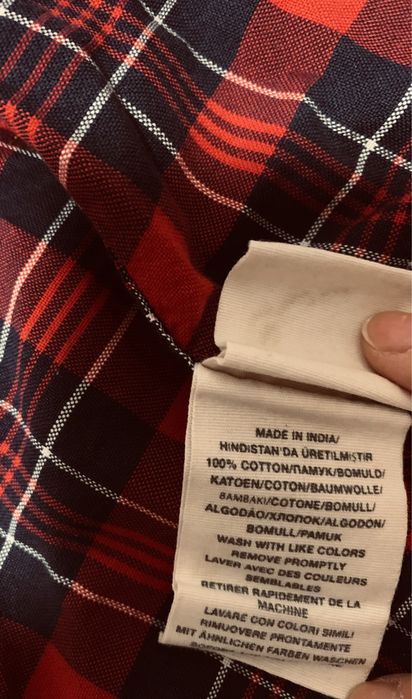 MADE IN INDIA/
HINDISTAN'DA ÜRETILMIŞTIR
100% COTTON/ПАМУК/BOMULD/
KATOEN/COTON/BAUMWOLLE/
BAMBAKI/COTONE/BOMULL/
ALGODÃO/ХЛОПОК/ALGODON/
BOMULL/PAMUK
WASH WITH LIKE COLORS
REMOVE PROMPTLY
LAVER AVEC DES COULEURS
SEMBLABLES
RETIRER RAPIDEMENT DE LA
MACHINE
LAVARE CON COLORI SIMILI
RIMUOVERE PRONTAMENTE
MIT ÄHNLICHEN FARBEN WASCHEN